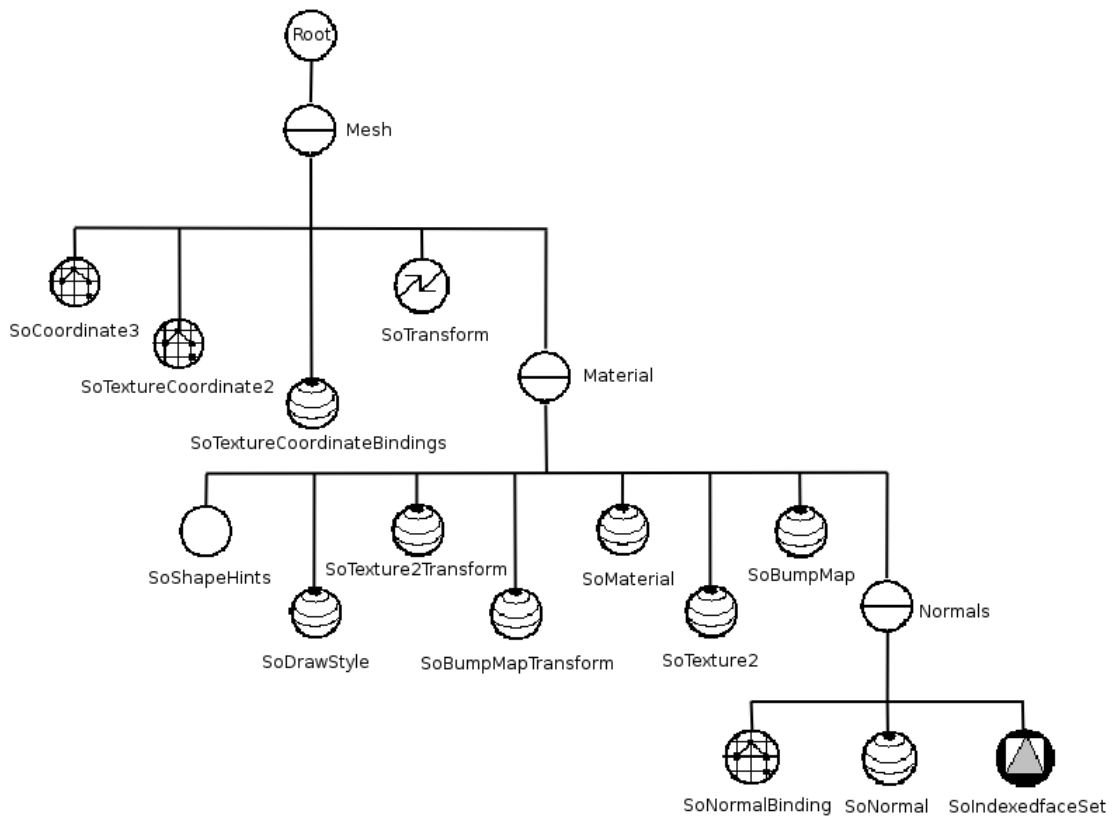 Root
Mesh
SoCoordinate3
SoTextureCoordinate2
SoTextureCoordinateBindings
SoTransform
Material
SoShapeHints
SoDrawStyle
SoTexture2Transform
SoBumpMapTransform
SoMaterial
SoTexture2
SoBumpMap
Normals
SoNormalBinding
SoNormal
SoIndexedfaceSet